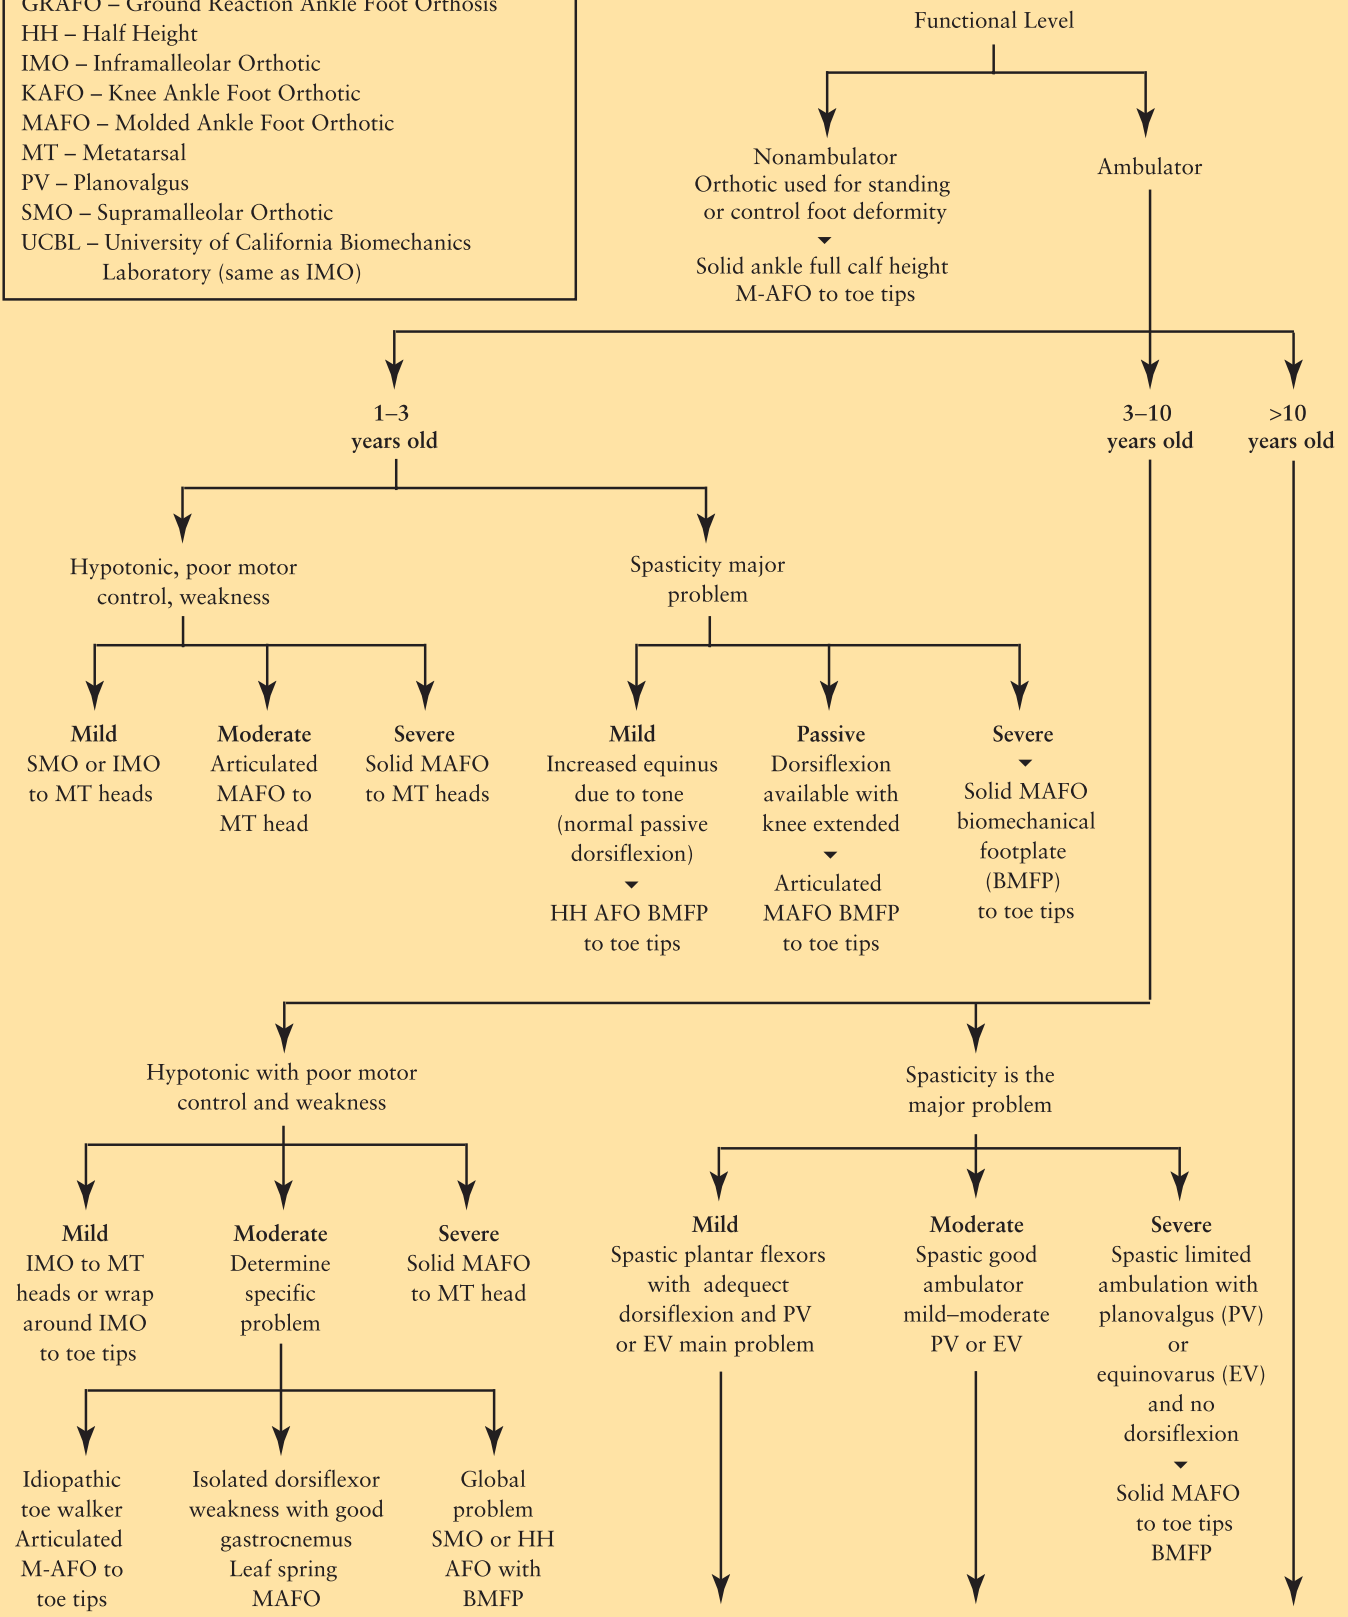 GRAFO – Ground Reaction Ankle Foot Orthosis
HH – Half Height
IMO – Inframalleolar Orthotic
KAFO – Knee Ankle Foot Orthotic
MAFO – Molded Ankle Foot Orthotic
MT – Metatarsal
PV – Planovalgus
SMO – Supramalleolar Orthotic
UCBL – University of California Biomechanics
Laboratory (same as IMO)
Functional Level
Nonambulator
Orthotic used for standing
or control foot deformity
Solid ankle full calf height
M-AFO to toe tips
Ambulator
1–3
years old
3–10
years old
>10
years old
Hypotonic, poor motor
control, weakness
Spasticity major
problem
Mild
SMO or IMO
to MT heads
Moderate
Articulated
MAFO to
MT head
Severe
Solid MAFO
to MT heads
Mild
Increased equinus
due to tone
(normal passive
dorsiflexion)
HH AFO BMFP
to toe tips
Passive
Dorsiflexion
available with
knee extended
Articulated
MAFO BMFP
to toe tips
Severe
Solid MAFO
biomechanical
footplate
(BMFP)
to toe tips
Hypotonic with poor motor
control and weakness
Spasticity is the
major problem
Mild
IMO to MT
heads or wrap
around IMO
to toe tips
Moderate
Determine
specific
problem
Severe
Solid MAFO
to MT head
Idiopathic
toe walker
Articulated
M-AFO to
toe tips
Isolated dorsiflexor
weakness with good
gastrocnemus
Leaf spring
MAFO
Global
problem
SMO or HH
AFO with
BMFP
Mild
Spastic plantar flexors
with adequect
dorsiflexion and PV
or EV main problem
Moderate
Spastic good
ambulator
mild–moderate
PV or EV
Severe
Spastic limited
ambulation with
planovalgus (PV)
or
equinovarus (EV)
and no
dorsiflexion
Solid MAFO
to toe tips
BMFP